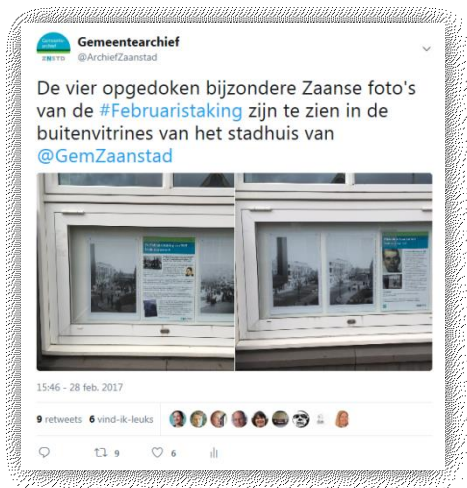 Gemeentearchief
@ArchiefZaanstad
De vier opgedoken bijzondere Zaanse foto's
van de #Februaristaking zijn te zien in de
buitenvitrines van het stadhuis van
@GemZaanstad
15:46 - 28 feb. 2017
9 retweets 6 vind-ik-leuks
9 6